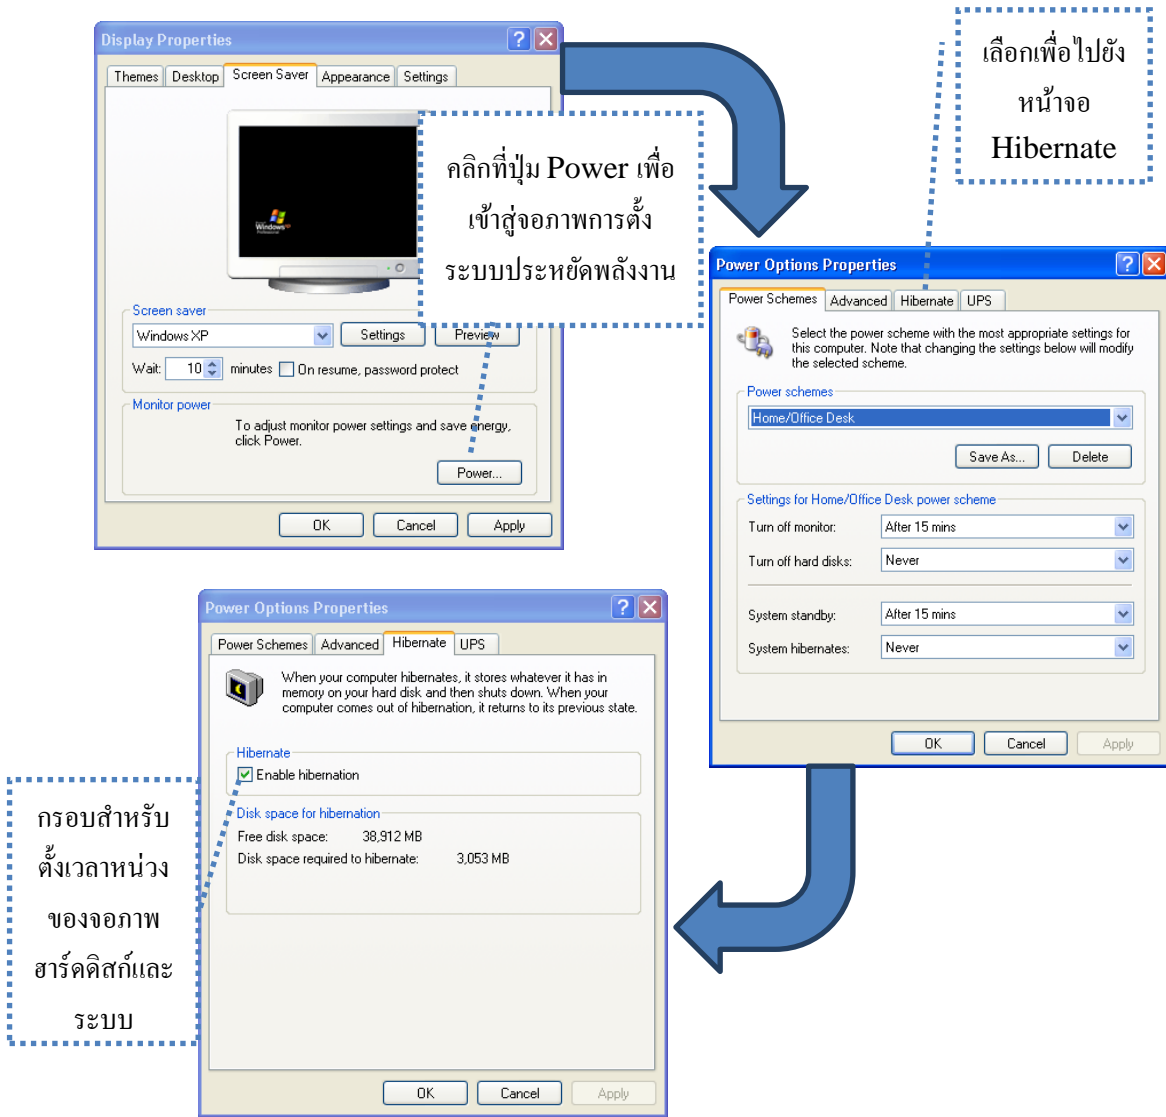 Display Properties
Themes Desktop Screen Saver Appearance Settings
Windows xp
Professional
คลิกที่ปุ่ม Power เพื่อ
เข้าสู่จอภาพการตั้ง
ระบบประหยัดพลังงาน
Screen saver
Windows XP Settings Preview
Wait: 10 minutes On resume, password protect
Monitor power
To adjust monitor power settings and save energy,
click Power.
Power...
OK Cancel Apply
เลือกเพื่อไปยัง
หน้าจอ
Hibernate
Power Options Properties
Power Schemes Advanced Hibernate UPS
Select the power scheme with the most appropriate settings for
this computer. Note that changing the settings below will modify
the selected scheme.
Power schemes
Home/Office Desk
Save As... Delete
Settings for Home/Office Desk power scheme
Turn off monitor: After 15 mins
Turn off hard disks: Never
System standby: After 15 mins
System hibernates: Never
OK Cancel Apply
Power Options Properties
Power Schemes Advanced Hibernate UPS
When your computer hibernates, it stores whatever it has in
memory on your hard disk and then shuts down. When your
computer comes out of hibernation, it returns to its previous state.
Hibernate
Enable hibernation
Disk space for hibernation
Free disk space: 38,912 MB
Disk space required to hibernate: 3,053 MB
OK Cancel Apply
กรอบสำหรับ
ตั้งเวลาหน่วง
ของจอภาพ
ฮาร์ดดิสก์และ
ระบบ